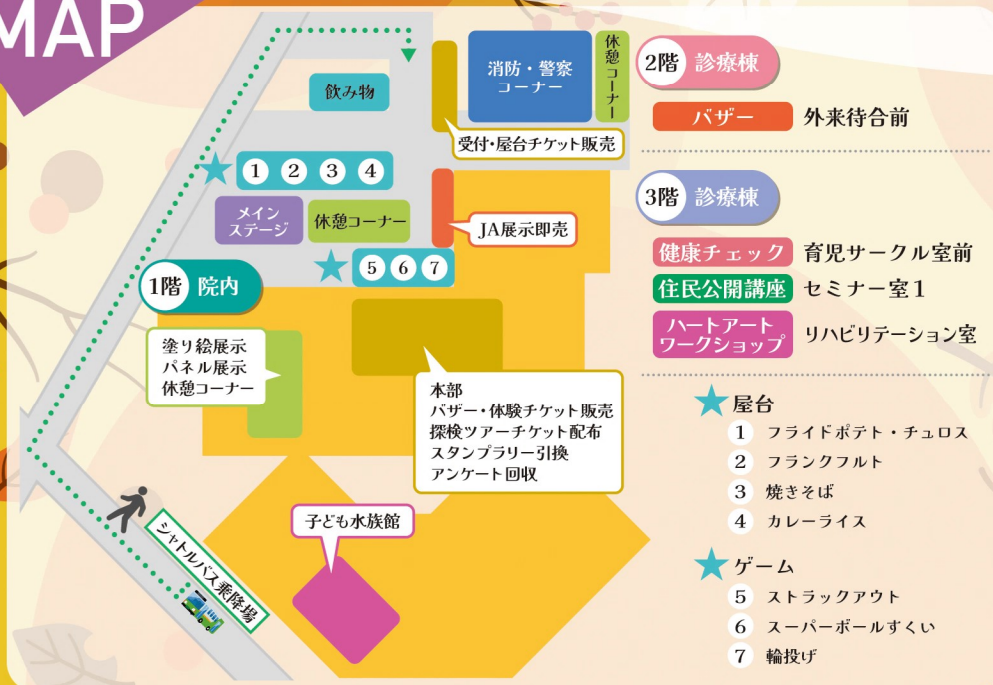 MAP
飲み物
消防・警察
コーナー
休憩コーナー
受付・屋台チケット販売
1 2 3 4
メイン
ステージ
休憩コーナー
JA展示即売
5 6 7
1階 院内
塗り絵展示
パネル展示
休憩コーナー
本部
バザー・体験チケット販売
探検ツアーチケット配布
スタンプラリー引換
アンケート回収
子ども水族館
シャトルバス乗降場
2階 診療棟
バザー 外来待合前
3階 診療棟
健康チェック 育児サークル室前
住民公開講座 セミナー室1
ハートアート
ワークショップ リハビリテーション室
屋台
1 フライドポテト・チュロス
2 フランクフルト
3 焼きそば
4 カレーライス
ゲーム
5 ストラックアウト
6 スーパーボールすくい
7 輪投げ